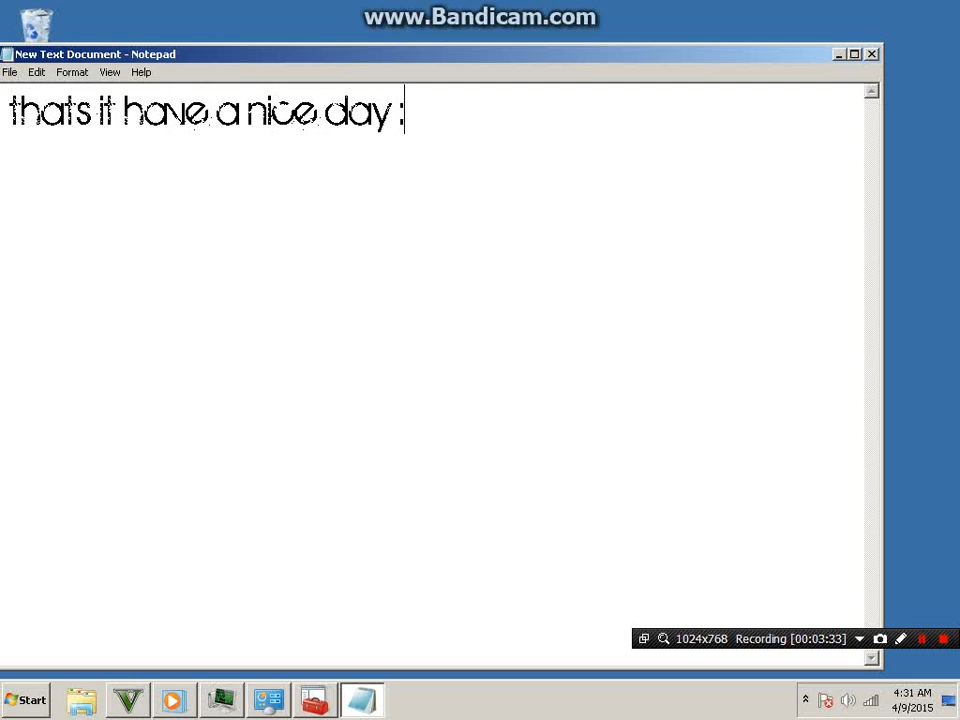 www.Bandicam.com
New Text Document - Notepad
File Edit Format View Help
thats it have a nice day :
1024x768 Recording [00:03:33]
Start
4:31 AM
4/9/2015